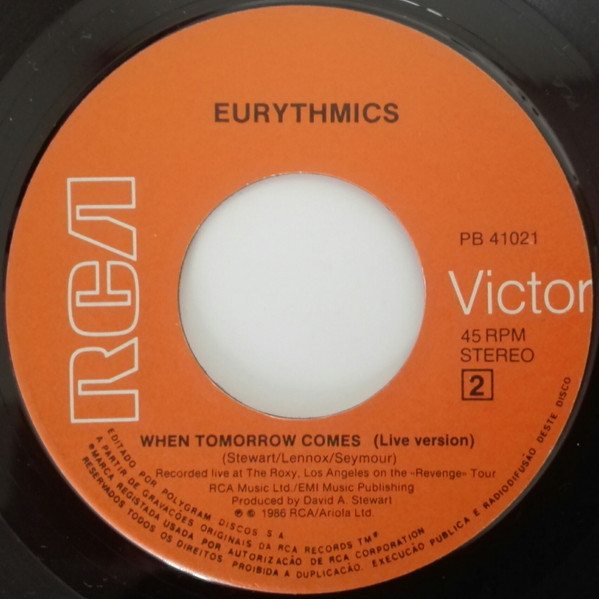 EURYTHMICS
RCA
PB 41021
Victor
45 RPM
STEREO
2
WHEN TOMORROW COMES (Live version)
(Stewart/Lennox/Seymour)
Recorded live at The Roxy, Los Angeles on the «Revenge» Tour
RCA Music Ltd./EMI Music Publishing
Produced by David A. Stewart
℗ © 1986 RCA/Ariola Ltd.
EDITADO POR POLYGRAM DISCOS S A
A PARTIR DE GRAVAÇÕES ORIGINAIS DA RCA RECORDS TM®
®MARCA REGISTADA USADA POR AUTORIZAÇÃO DE RCA CORPORATION
RESERVADOS TODOS OS DIREITOS. PROIBIDA A DUPLICAÇÃO, EXECUÇÃO PUBLICA E RADIODIFUSÃO DESTE DISCO